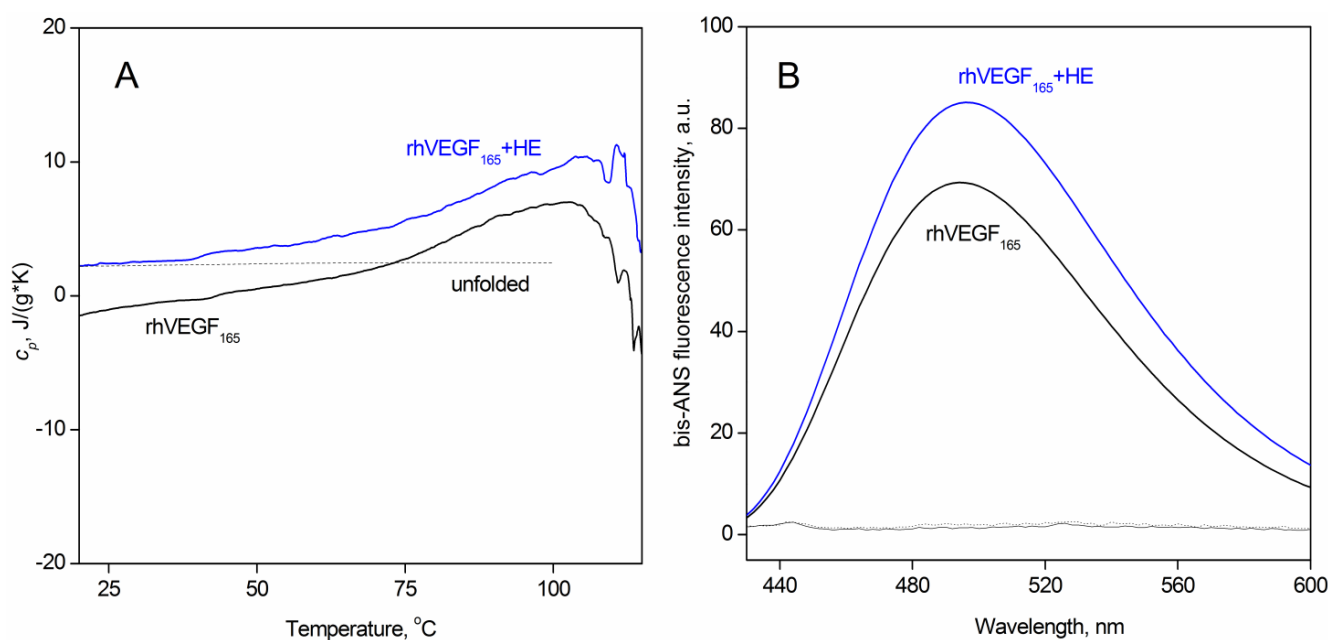 A
20
10
0
-10
-20
c_p, J/(g*K)
rhVEGF₁₆₅+HE
unfolded
rhVEGF₁₆₅
25
50
75
100
Temperature, °C
B
100
80
60
40
20
0
bis-ANS fluorescence intensity, a.u.
rhVEGF₁₆₅+HE
rhVEGF₁₆₅
440
480
520
560
600
Wavelength, nm